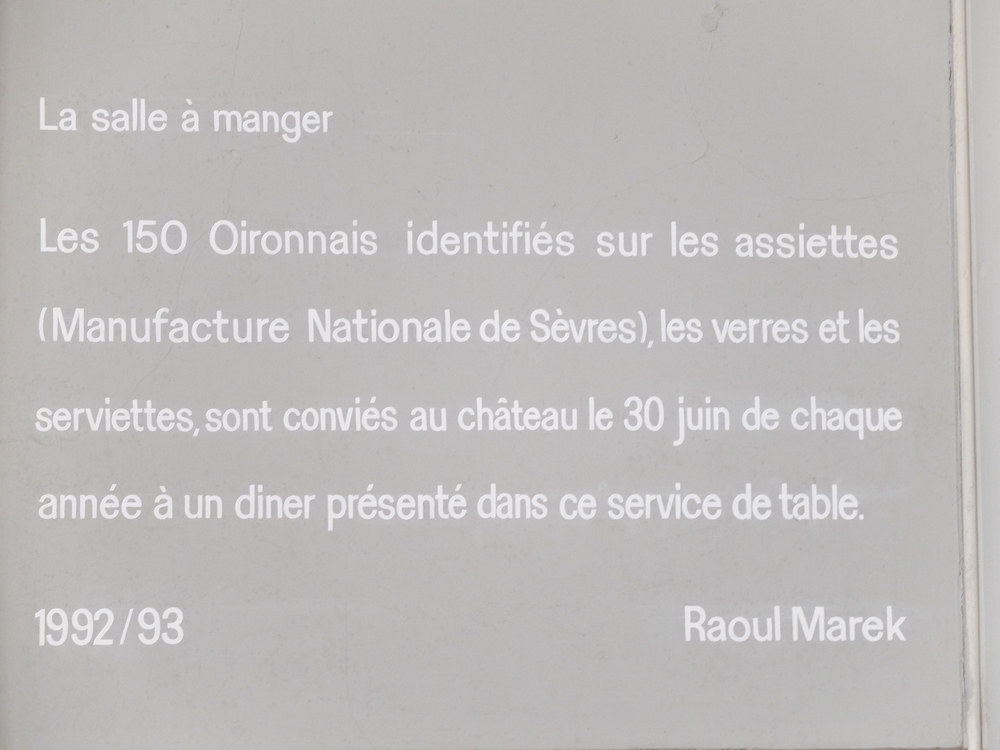 La salle à manger
Les 150 Oironnais identifiés sur les assiettes
(Manufacture Nationale de Sèvres), les verres et les
serviettes, sont conviés au château le 30 juin de chaque
année à un diner présenté dans ce service de table.
1992/93 Raoul Marek